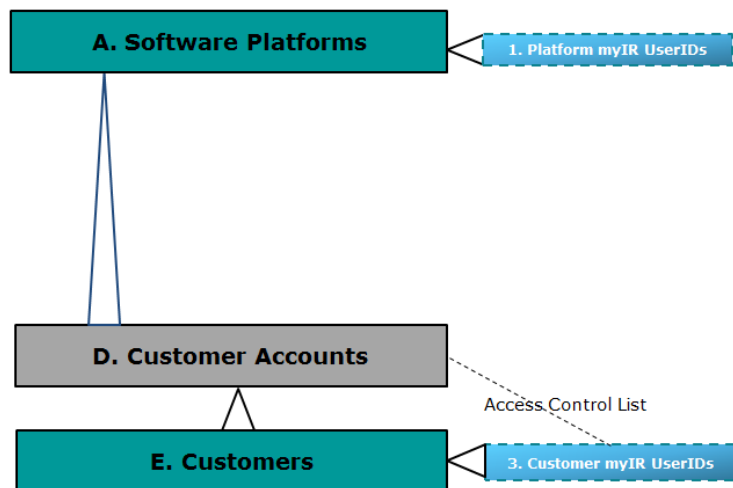 A. Software Platforms
1. Platform myIR UserIDs
D. Customer Accounts
Access Control List
E. Customers
3. Customer myIR UserIDs